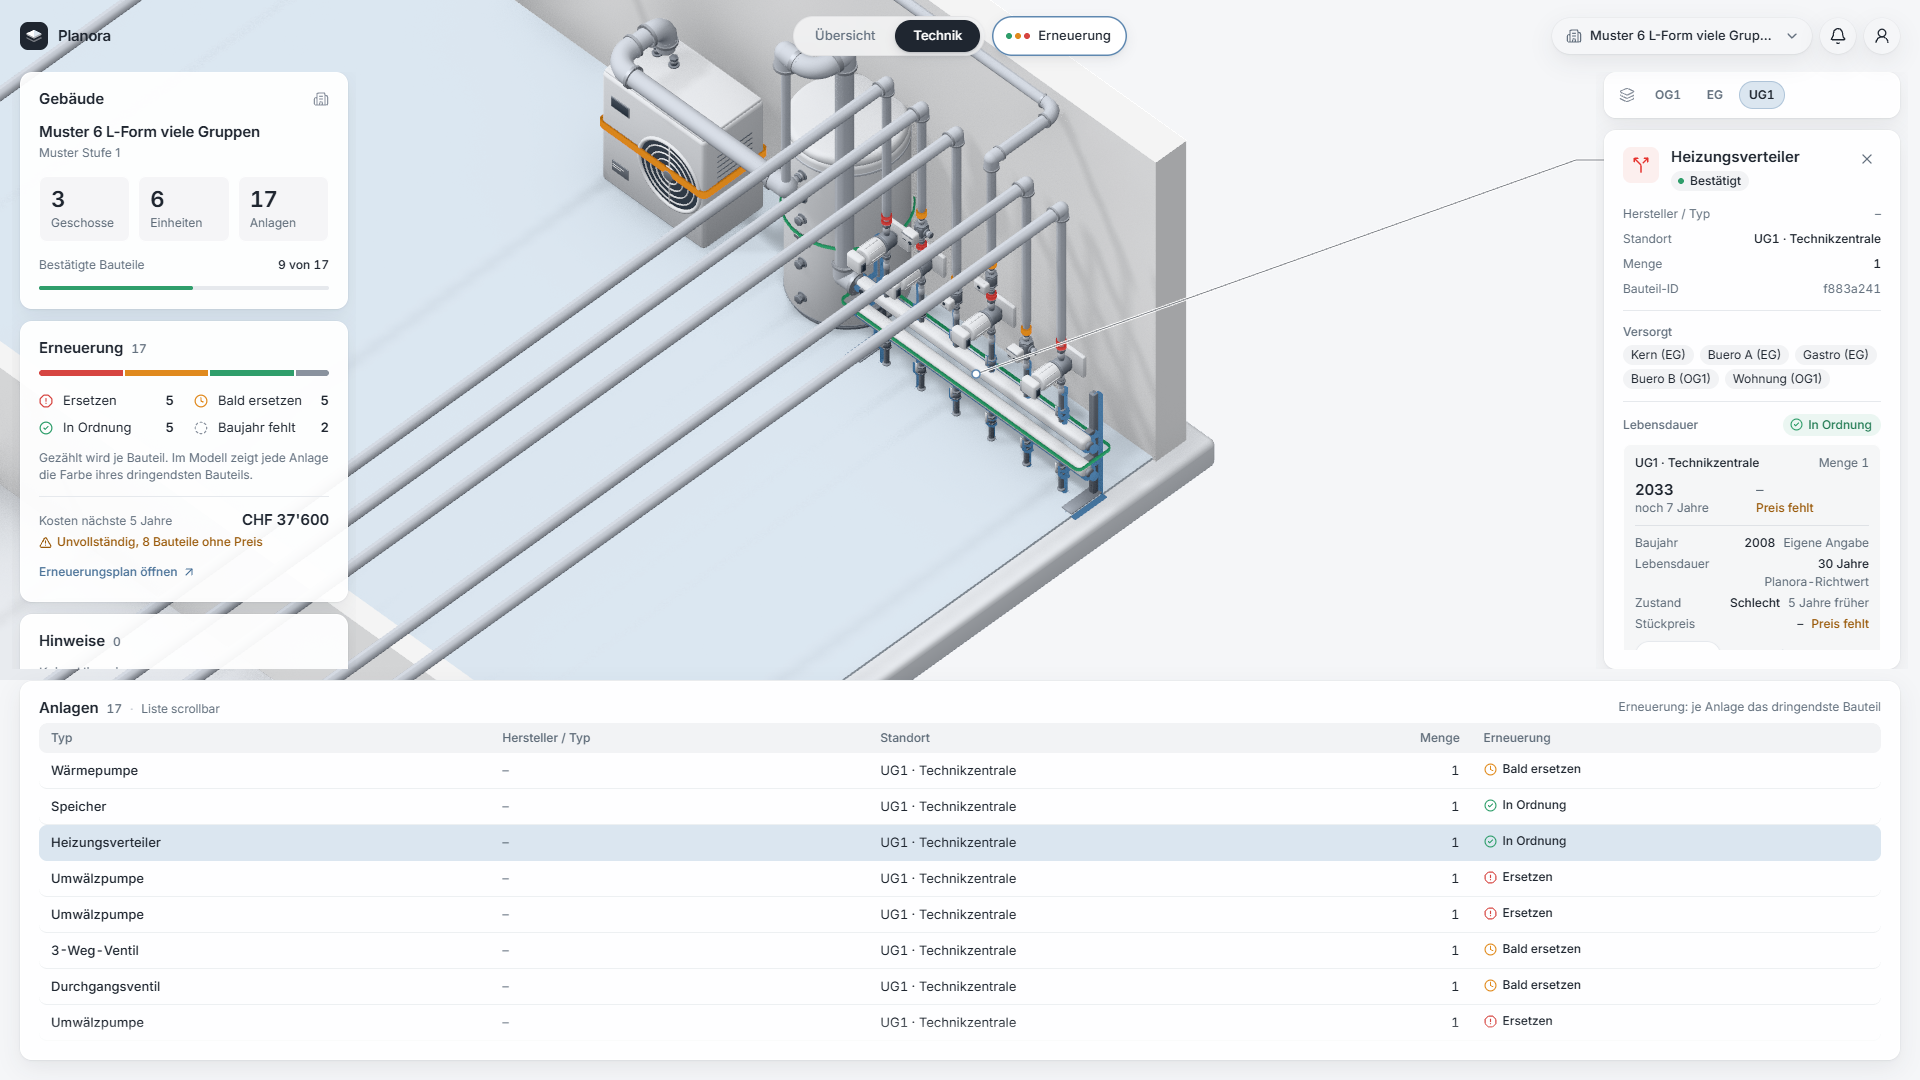 Planora
Übersicht
Technik
Erneuerung
Muster 6 L-Form viele Grup...
Gebäude
Muster 6 L-Form viele Gruppen
Muster Stufe 1
3 Geschosse
6 Einheiten
17 Anlagen
Bestätigte Bauteile 9 von 17
Erneuerung 17
Ersetzen 5
Bald ersetzen 5
In Ordnung 5
Baujahr fehlt 2
Gezählt wird je Bauteil. Im Modell zeigt jede Anlage
die Farbe ihres dringendsten Bauteils.
Kosten nächste 5 Jahre CHF 37'600
Unvollständig, 8 Bauteile ohne Preis
Erneuerungsplan öffnen
Hinweise 0
OG1 EG UG1
Heizungsverteiler
Bestätigt
Hersteller / Typ –
Standort UG1 · Technikzentrale
Menge 1
Bauteil-ID f883a241
Versorgt
Kern (EG) Buero A (EG) Gastro (EG)
Buero B (OG1) Wohnung (OG1)
Lebensdauer In Ordnung
UG1 · Technikzentrale Menge 1
2033 –
noch 7 Jahre Preis fehlt
Baujahr 2008 Eigene Angabe
Lebensdauer 30 Jahre
Planora-Richtwert
Zustand Schlecht 5 Jahre früher
Stückpreis – Preis fehlt
Anlagen 17 · Liste scrollbar
Erneuerung: je Anlage das dringendste Bauteil
Typ Hersteller / Typ Standort Menge Erneuerung
Wärmepumpe – UG1 · Technikzentrale 1 Bald ersetzen
Speicher – UG1 · Technikzentrale 1 In Ordnung
Heizungsverteiler – UG1 · Technikzentrale 1 In Ordnung
Umwälzpumpe – UG1 · Technikzentrale 1 Ersetzen
Umwälzpumpe – UG1 · Technikzentrale 1 Ersetzen
3-Weg-Ventil – UG1 · Technikzentrale 1 Bald ersetzen
Durchgangsventil – UG1 · Technikzentrale 1 Bald ersetzen
Umwälzpumpe – UG1 · Technikzentrale 1 Ersetzen